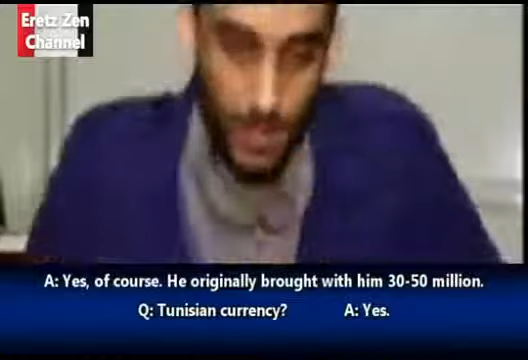 Eretz Zen
Channel
A: Yes, of course. He originally brought with him 30-50 million.
Q: Tunisian currency? A: Yes.